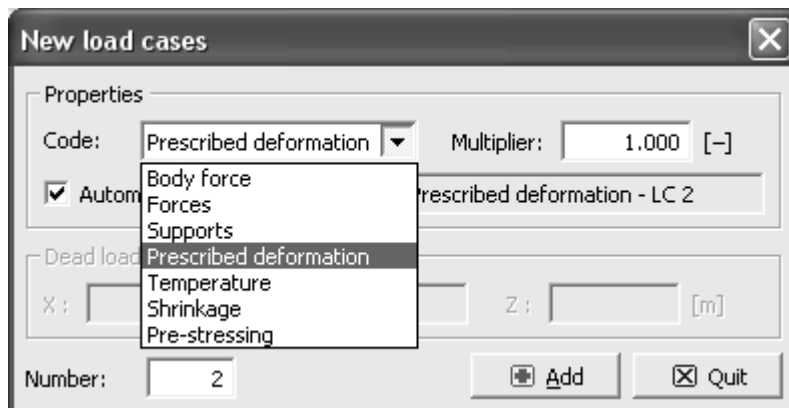 New load cases
Properties
Code: Prescribed deformation Multiplier: 1.000 [–]
Body force
Autom Prescribed deformation - LC 2
Forces
Supports
Dead load Prescribed deformation
Temperature
X : Z : [m]
Shrinkage
Pre-stressing
Number: 2 Add Quit